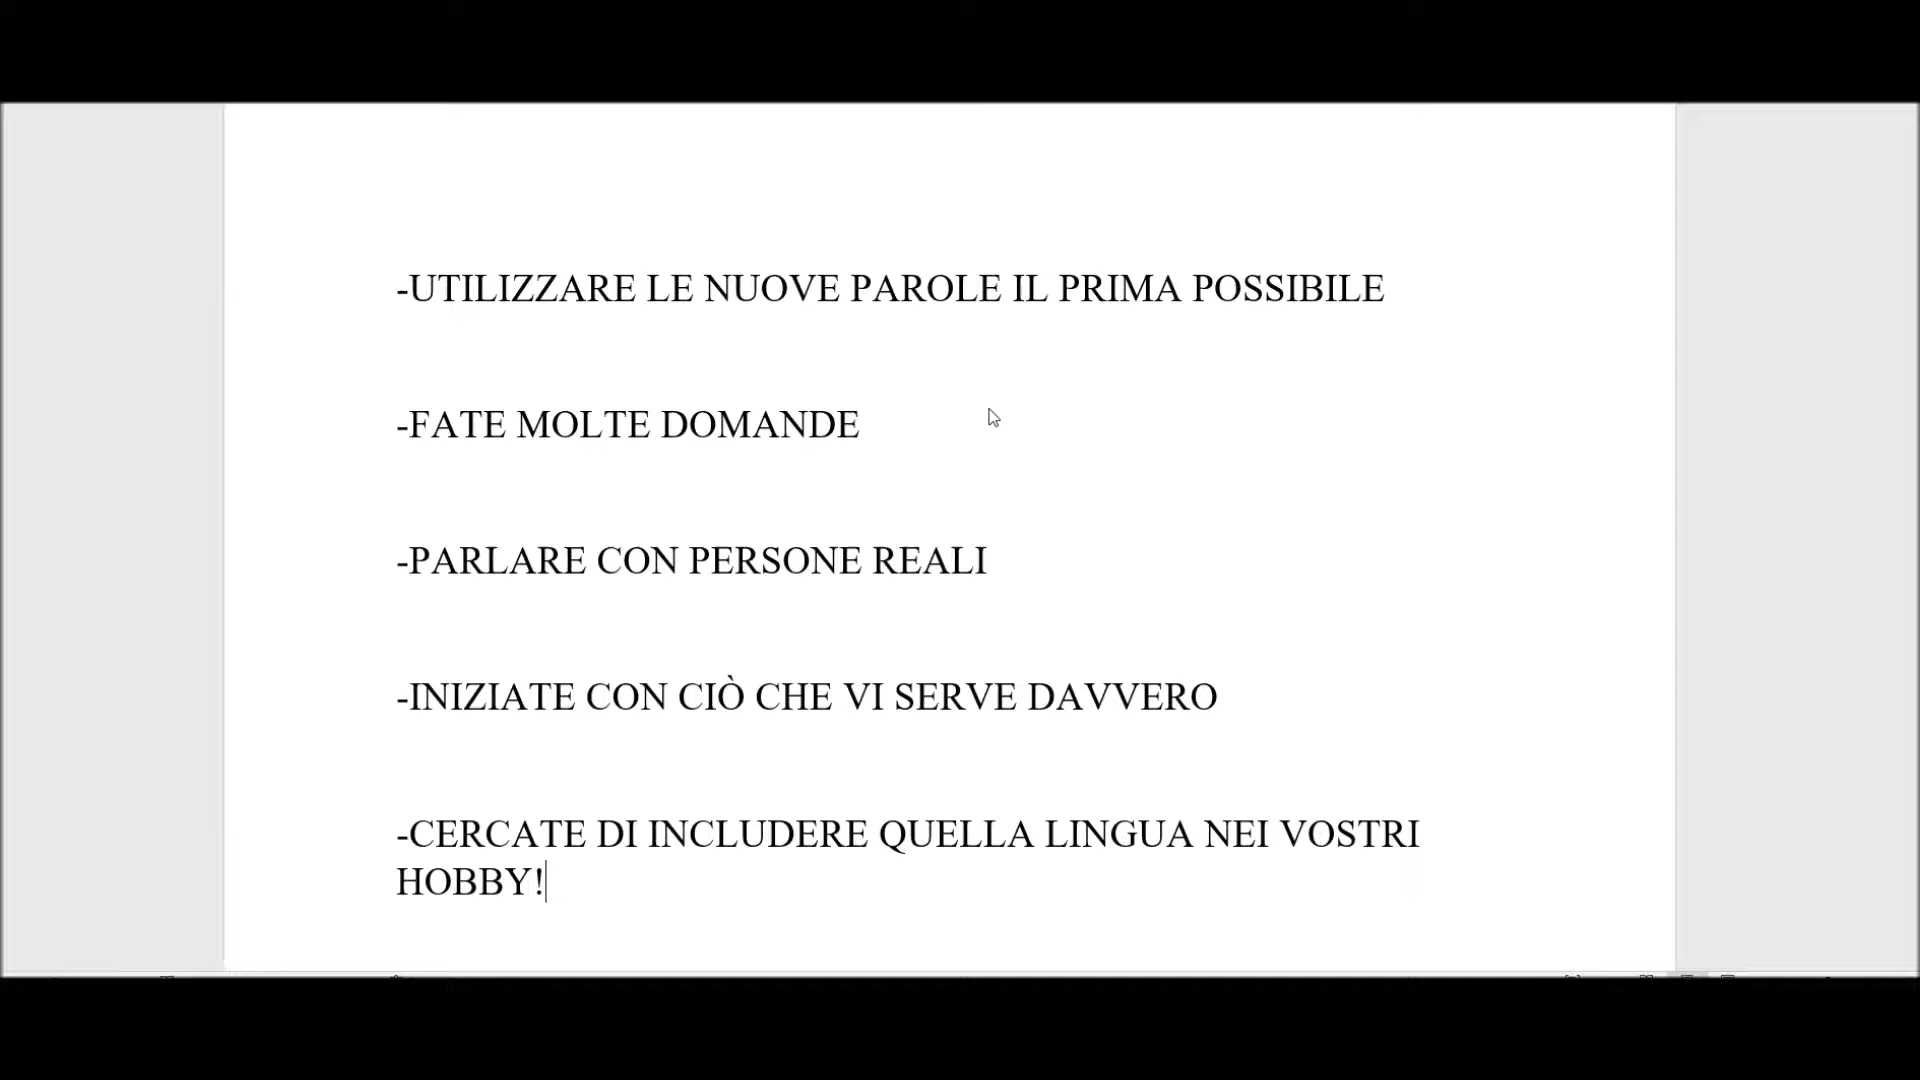 -UTILIZZARE LE NUOVE PAROLE IL PRIMA POSSIBILE
-FATE MOLTE DOMANDE
-PARLARE CON PERSONE REALI
-INIZIATE CON CIÒ CHE VI SERVE DAVVERO
-CERCATE DI INCLUDERE QUELLA LINGUA NEI VOSTRI
HOBBY!